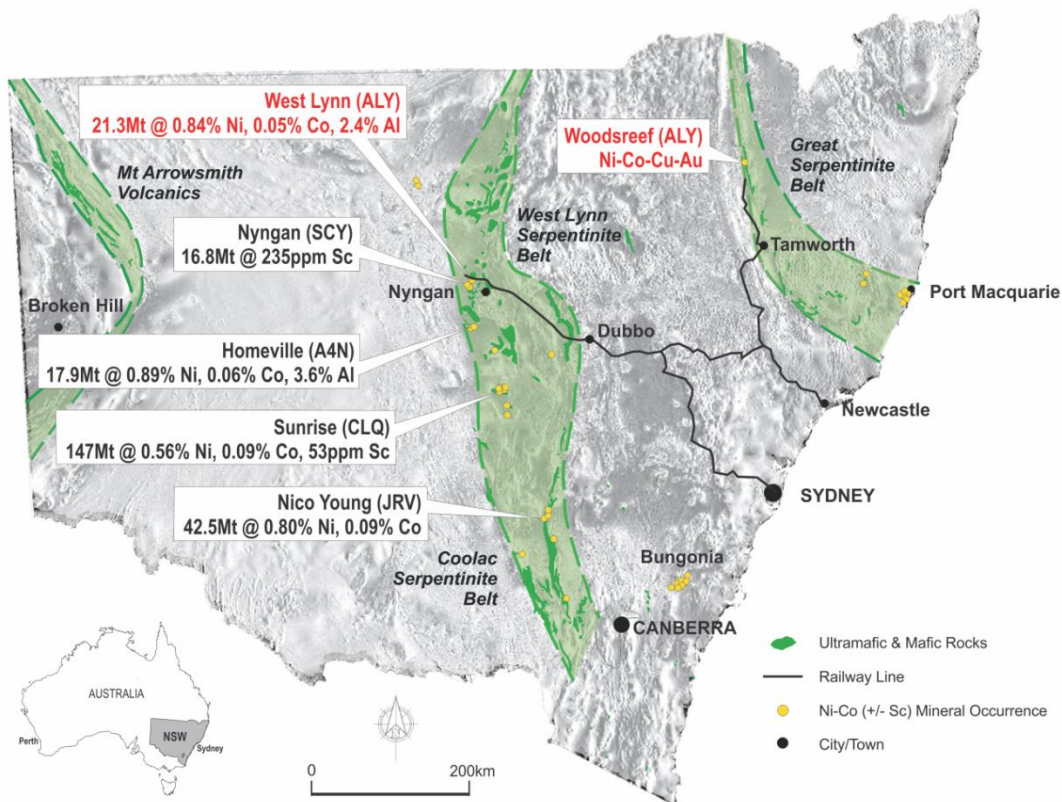 West Lynn (ALY)
21.3Mt @ 0.84% Ni, 0.05% Co, 2.4% Al
Woodsreef (ALY)
Ni-Co-Cu-Au
Great
Serpentinite
Belt
Mt Arrowsmith
Volcanics
West Lynn
Serpentinite
Belt
Nyngan (SCY)
16.8Mt @ 235ppm Sc
Tamworth
Nyngan
Port Macquarie
Broken Hill
Dubbo
Homeville (A4N)
17.9Mt @ 0.89% Ni, 0.06% Co, 3.6% Al
Newcastle
Sunrise (CLQ)
147Mt @ 0.56% Ni, 0.09% Co, 53ppm Sc
SYDNEY
Nico Young (JRV)
42.5Mt @ 0.80% Ni, 0.09% Co
Bungonia
Coolac
Serpentinite
Belt
CANBERRA
Ultramafic & Mafic Rocks
Railway Line
Ni-Co (+/- Sc) Mineral Occurrence
City/Town
AUSTRALIA
NSW
Perth
Sydney
0
200km